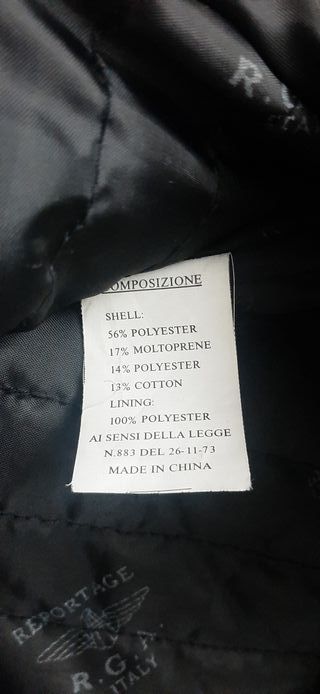 R.G
COMPOSIZIONE
SHELL:
56% POLYESTER
17% MOLTOPRENE
14% POLYESTER
13% COTTON
LINING:
100% POLYESTER
AI SENSI DELLA LEGGE
N.883 DEL 26-11-73
MADE IN CHINA
REPORTAGE
R.G.A.
ITALY